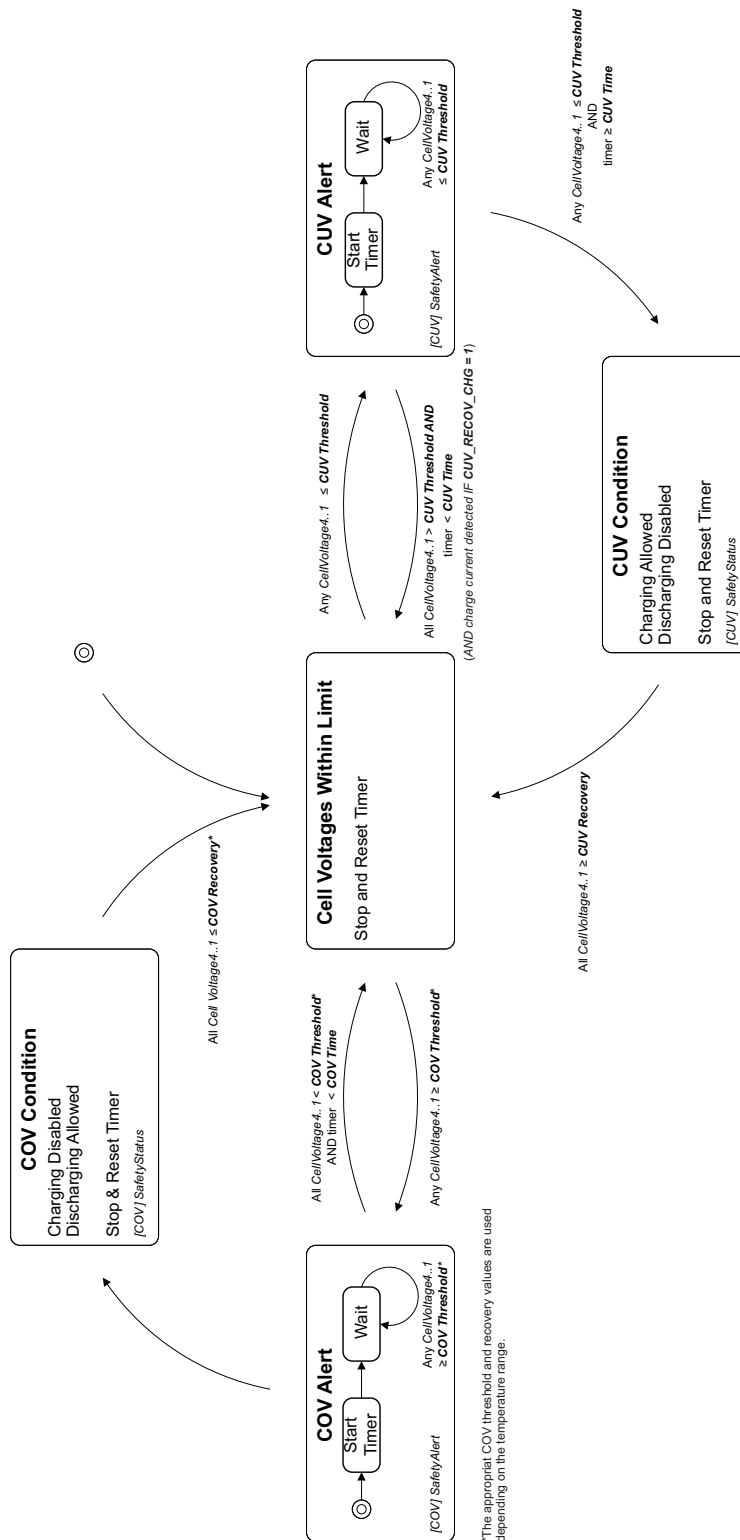 COV Condition
Charging Disabled
Discharging Allowed
Stop & Reset Timer
[COV] SafetyStatus
All Cell Voltage4..1 ≤ COV Recovery*
COV Alert
Start
Timer
Wait
Any CellVoltage4..1
≥ COV Threshold*
[COV] SafetyAlert
All CellVoltage4..1 < COV Threshold*
AND timer < COV Time
Any CellVoltage4..1 ≥ COV Threshold*
Cell Voltages Within Limit
Stop and Reset Timer
Any CellVoltage4..1 ≤ CUV Threshold
All CellVoltage4..1 > CUV Threshold AND
timer < CUV Time
(AND charge current detected IF CUV_RECOV_CHG = 1)
CUV Alert
Start
Timer
Wait
Any CellVoltage4..1
≤ CUV Threshold
[CUV] SafetyAlert
Any CellVoltage4..1 ≤ CUV Threshold
AND
timer ≥ CUV Time
All CellVoltage4..1 ≥ CUV Recovery
CUV Condition
Charging Allowed
Discharging Disabled
Stop and Reset Timer
[CUV] SafetyStatus
*The appropriat COV threshold and recovery values are used
depending on the temperature range.